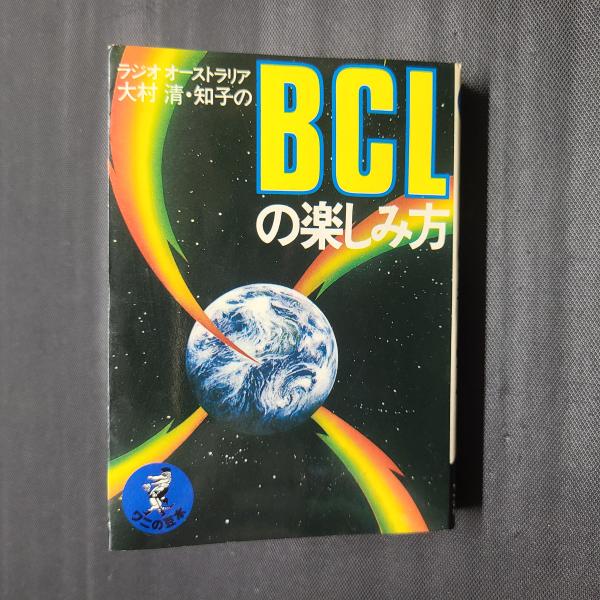 ラジオ オーストラリア
大村 清・知子の
BCL
の楽しみ方
ワニの豆本